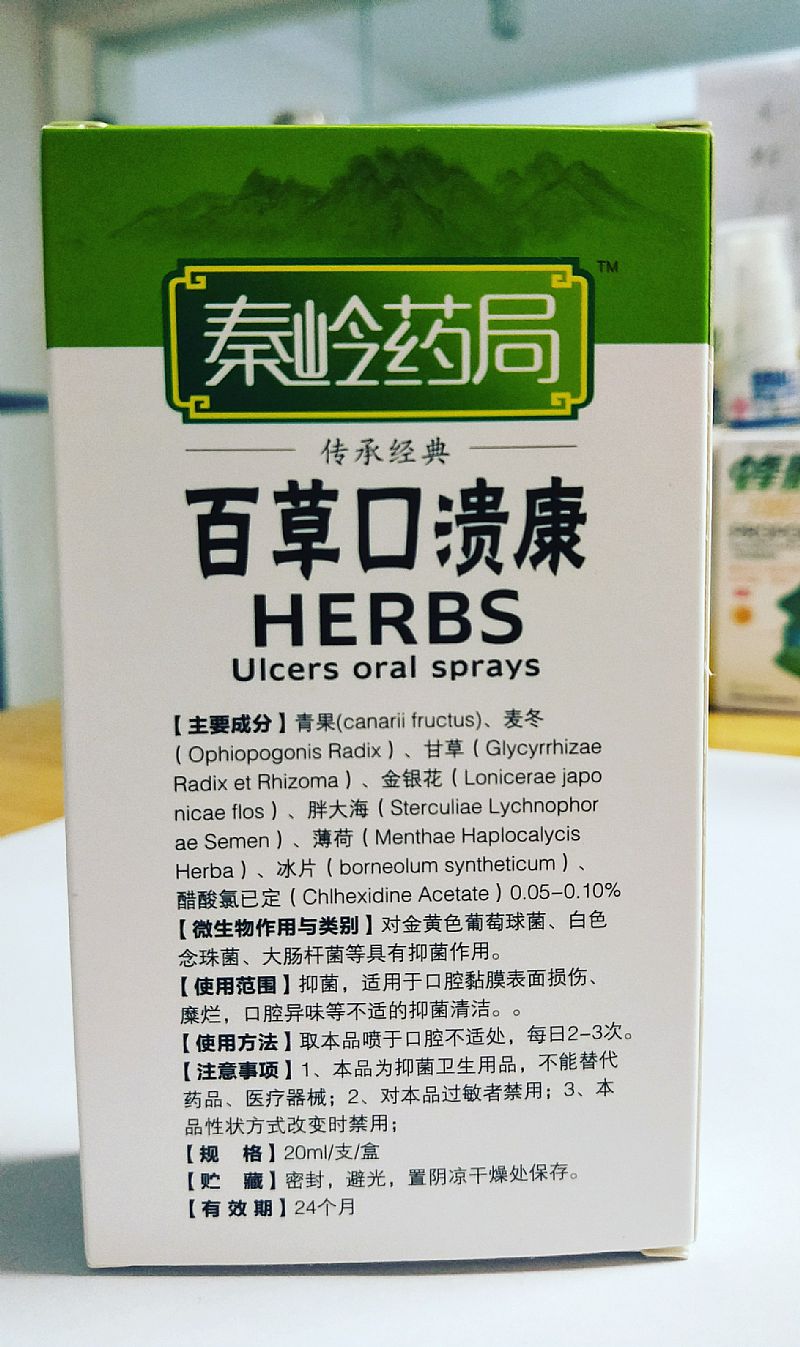 秦岭药局
TM
传承经典
百草口溃康
HERBS
Ulcers oral sprays
【主要成分】青果(canarii fructus)、麦冬
（Ophiopogonis Radix）、甘草（Glycyrrhizae
Radix et Rhizoma）、金银花（Lonicerae japo
nicae flos）、胖大海（Sterculiae Lychnophor
ae Semen）、薄荷（Menthae Haplocalycis
Herba）、冰片（borneolum syntheticum）、
醋酸氯已定（Chlhexidine Acetate）0.05–0.10%
【微生物作用与类别】对金黄色葡萄球菌、白色
念珠菌、大肠杆菌等具有抑菌作用。
【使用范围】抑菌，适用于口腔黏膜表面损伤、
糜烂，口腔异味等不适的抑菌清洁。。
【使用方法】取本品喷于口腔不适处，每日2–3次。
【注意事项】1、本品为抑菌卫生用品，不能替代
药品、医疗器械；2、对本品过敏者禁用；3、本
品性状方式改变时禁用；
【规 格】20ml/支/盒
【贮 藏】密封，避光，置阴凉干燥处保存。
【有效期】24个月